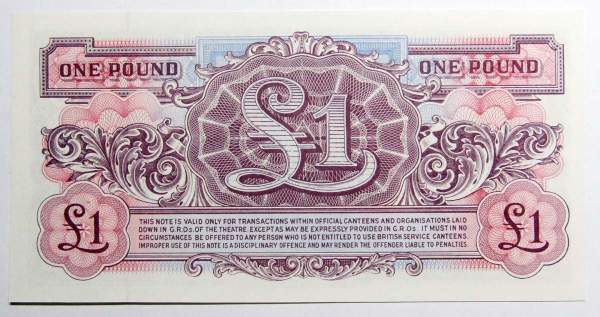 ONE POUND ONE POUND
£1
THIS NOTE IS VALID ONLY FOR TRANSACTIONS WITHIN OFFICIAL CANTEENS AND ORGANISATIONS LAID
DOWN IN G.R.Os. OF THE THEATRE. EXCEPT AS MAY BE EXPRESSLY PROVIDED IN G.R.Os. IT MUST IN NO
CIRCUMSTANCES BE OFFERED TO ANY PERSON WHO IS NOT ENTITLED TO USE BRITISH SERVICE CANTEENS.
IMPROPER USE OF THIS NOTE IS A DISCIPLINARY OFFENCE AND MAY RENDER THE OFFENDER LIABLE TO PENALTIES.
£1 £1